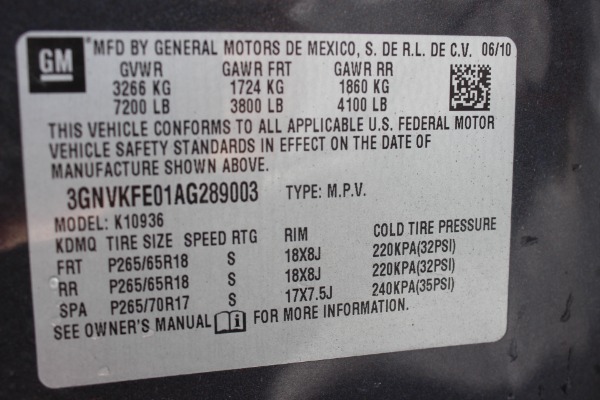 GM
MFD BY GENERAL MOTORS DE MEXICO, S. DE R.L. DE C.V. 06/10
GVWR GAWR FRT GAWR RR
3266 KG 1724 KG 1860 KG
7200 LB 3800 LB 4100 LB
THIS VEHICLE CONFORMS TO ALL APPLICABLE U.S. FEDERAL MOTOR
VEHICLE SAFETY STANDARDS IN EFFECT ON THE DATE OF
MANUFACTURE SHOWN ABOVE.
3GNVKFE01AG289003 TYPE: M.P.V.
MODEL: K10936
KDMQ TIRE SIZE SPEED RTG RIM COLD TIRE PRESSURE
FRT P265/65R18 S 18X8J 220KPA(32PSI)
RR P265/65R18 S 18X8J 220KPA(32PSI)
SPA P265/70R17 S 17X7.5J 240KPA(35PSI)
SEE OWNER'S MANUAL FOR MORE INFORMATION.